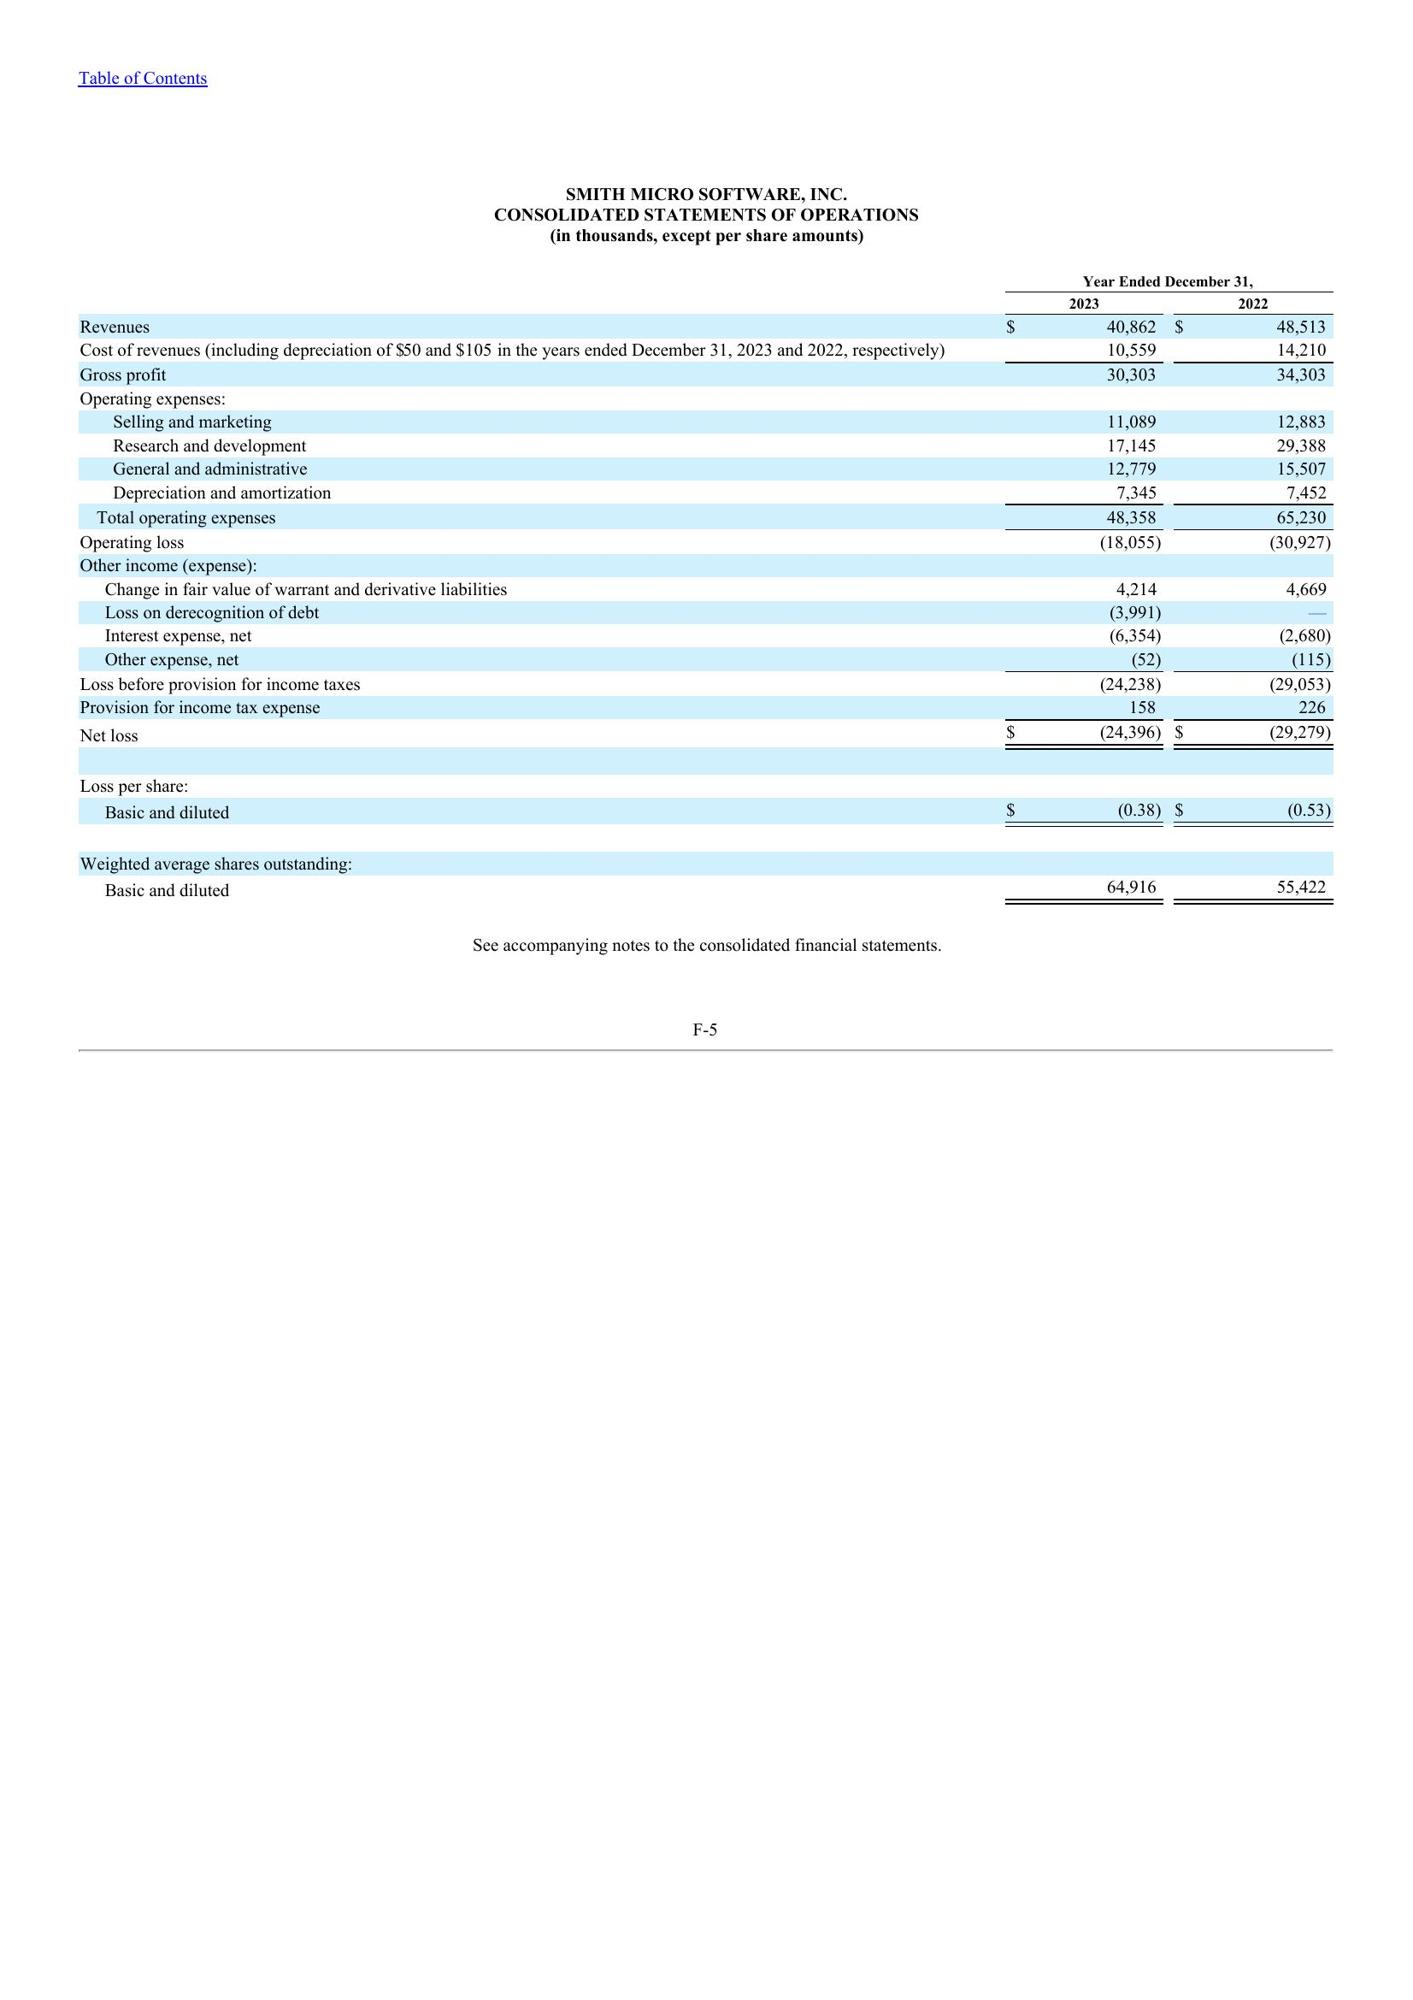 Table of Contents
SMITH MICRO SOFTWARE, INC.
CONSOLIDATED STATEMENTS OF OPERATIONS
(in thousands, except per share amounts)
Year Ended December 31,
2023 2022
Revenues $ 40,862 $ 48,513
Cost of revenues (including depreciation of $50 and $105 in the years ended December 31, 2023 and 2022, respectively) 10,559 14,210
Gross profit 30,303 34,303
Operating expenses:
Selling and marketing 11,089 12,883
Research and development 17,145 29,388
General and administrative 12,779 15,507
Depreciation and amortization 7,345 7,452
Total operating expenses 48,358 65,230
Operating loss (18,055) (30,927)
Other income (expense):
Change in fair value of warrant and derivative liabilities 4,214 4,669
Loss on derecognition of debt (3,991) —
Interest expense, net (6,354) (2,680)
Other expense, net (52) (115)
Loss before provision for income taxes (24,238) (29,053)
Provision for income tax expense 158 226
Net loss $ (24,396) $ (29,279)
Loss per share:
Basic and diluted $ (0.38) $ (0.53)
Weighted average shares outstanding:
Basic and diluted 64,916 55,422
See accompanying notes to the consolidated financial statements.
F-5